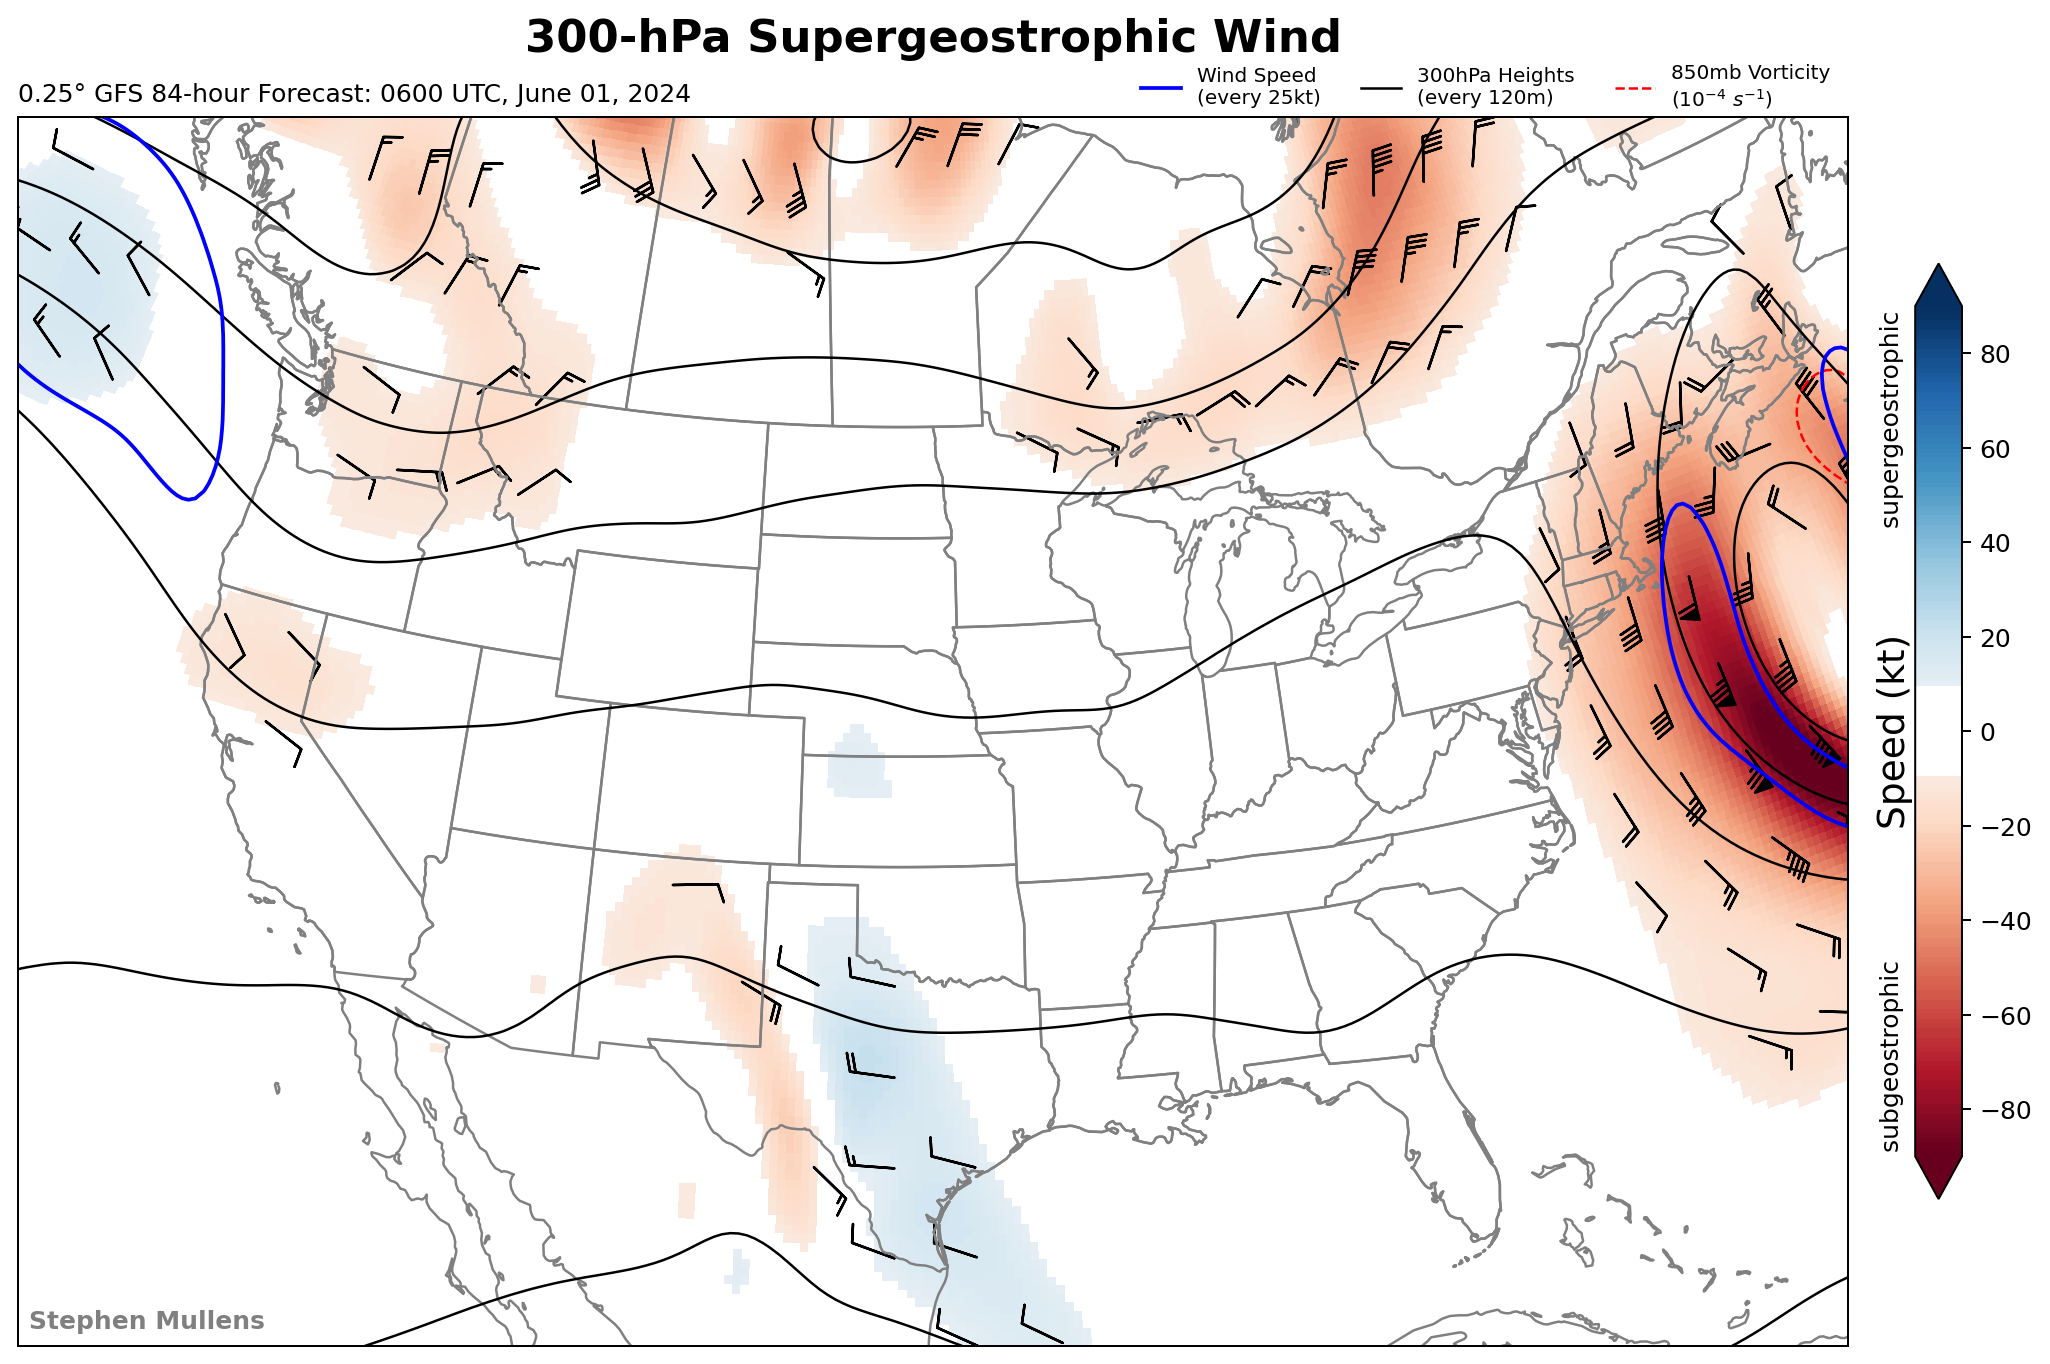 300-hPa Supergeostrophic Wind
0.25° GFS 84-hour Forecast: 0600 UTC, June 01, 2024
Wind Speed
(every 25kt)
300hPa Heights
(every 120m)
850mb Vorticity
(10⁻⁴ s⁻¹)
supergeostrophic
Speed (kt)
subgeostrophic
80
60
40
20
0
−20
−40
−60
−80
Stephen Mullens